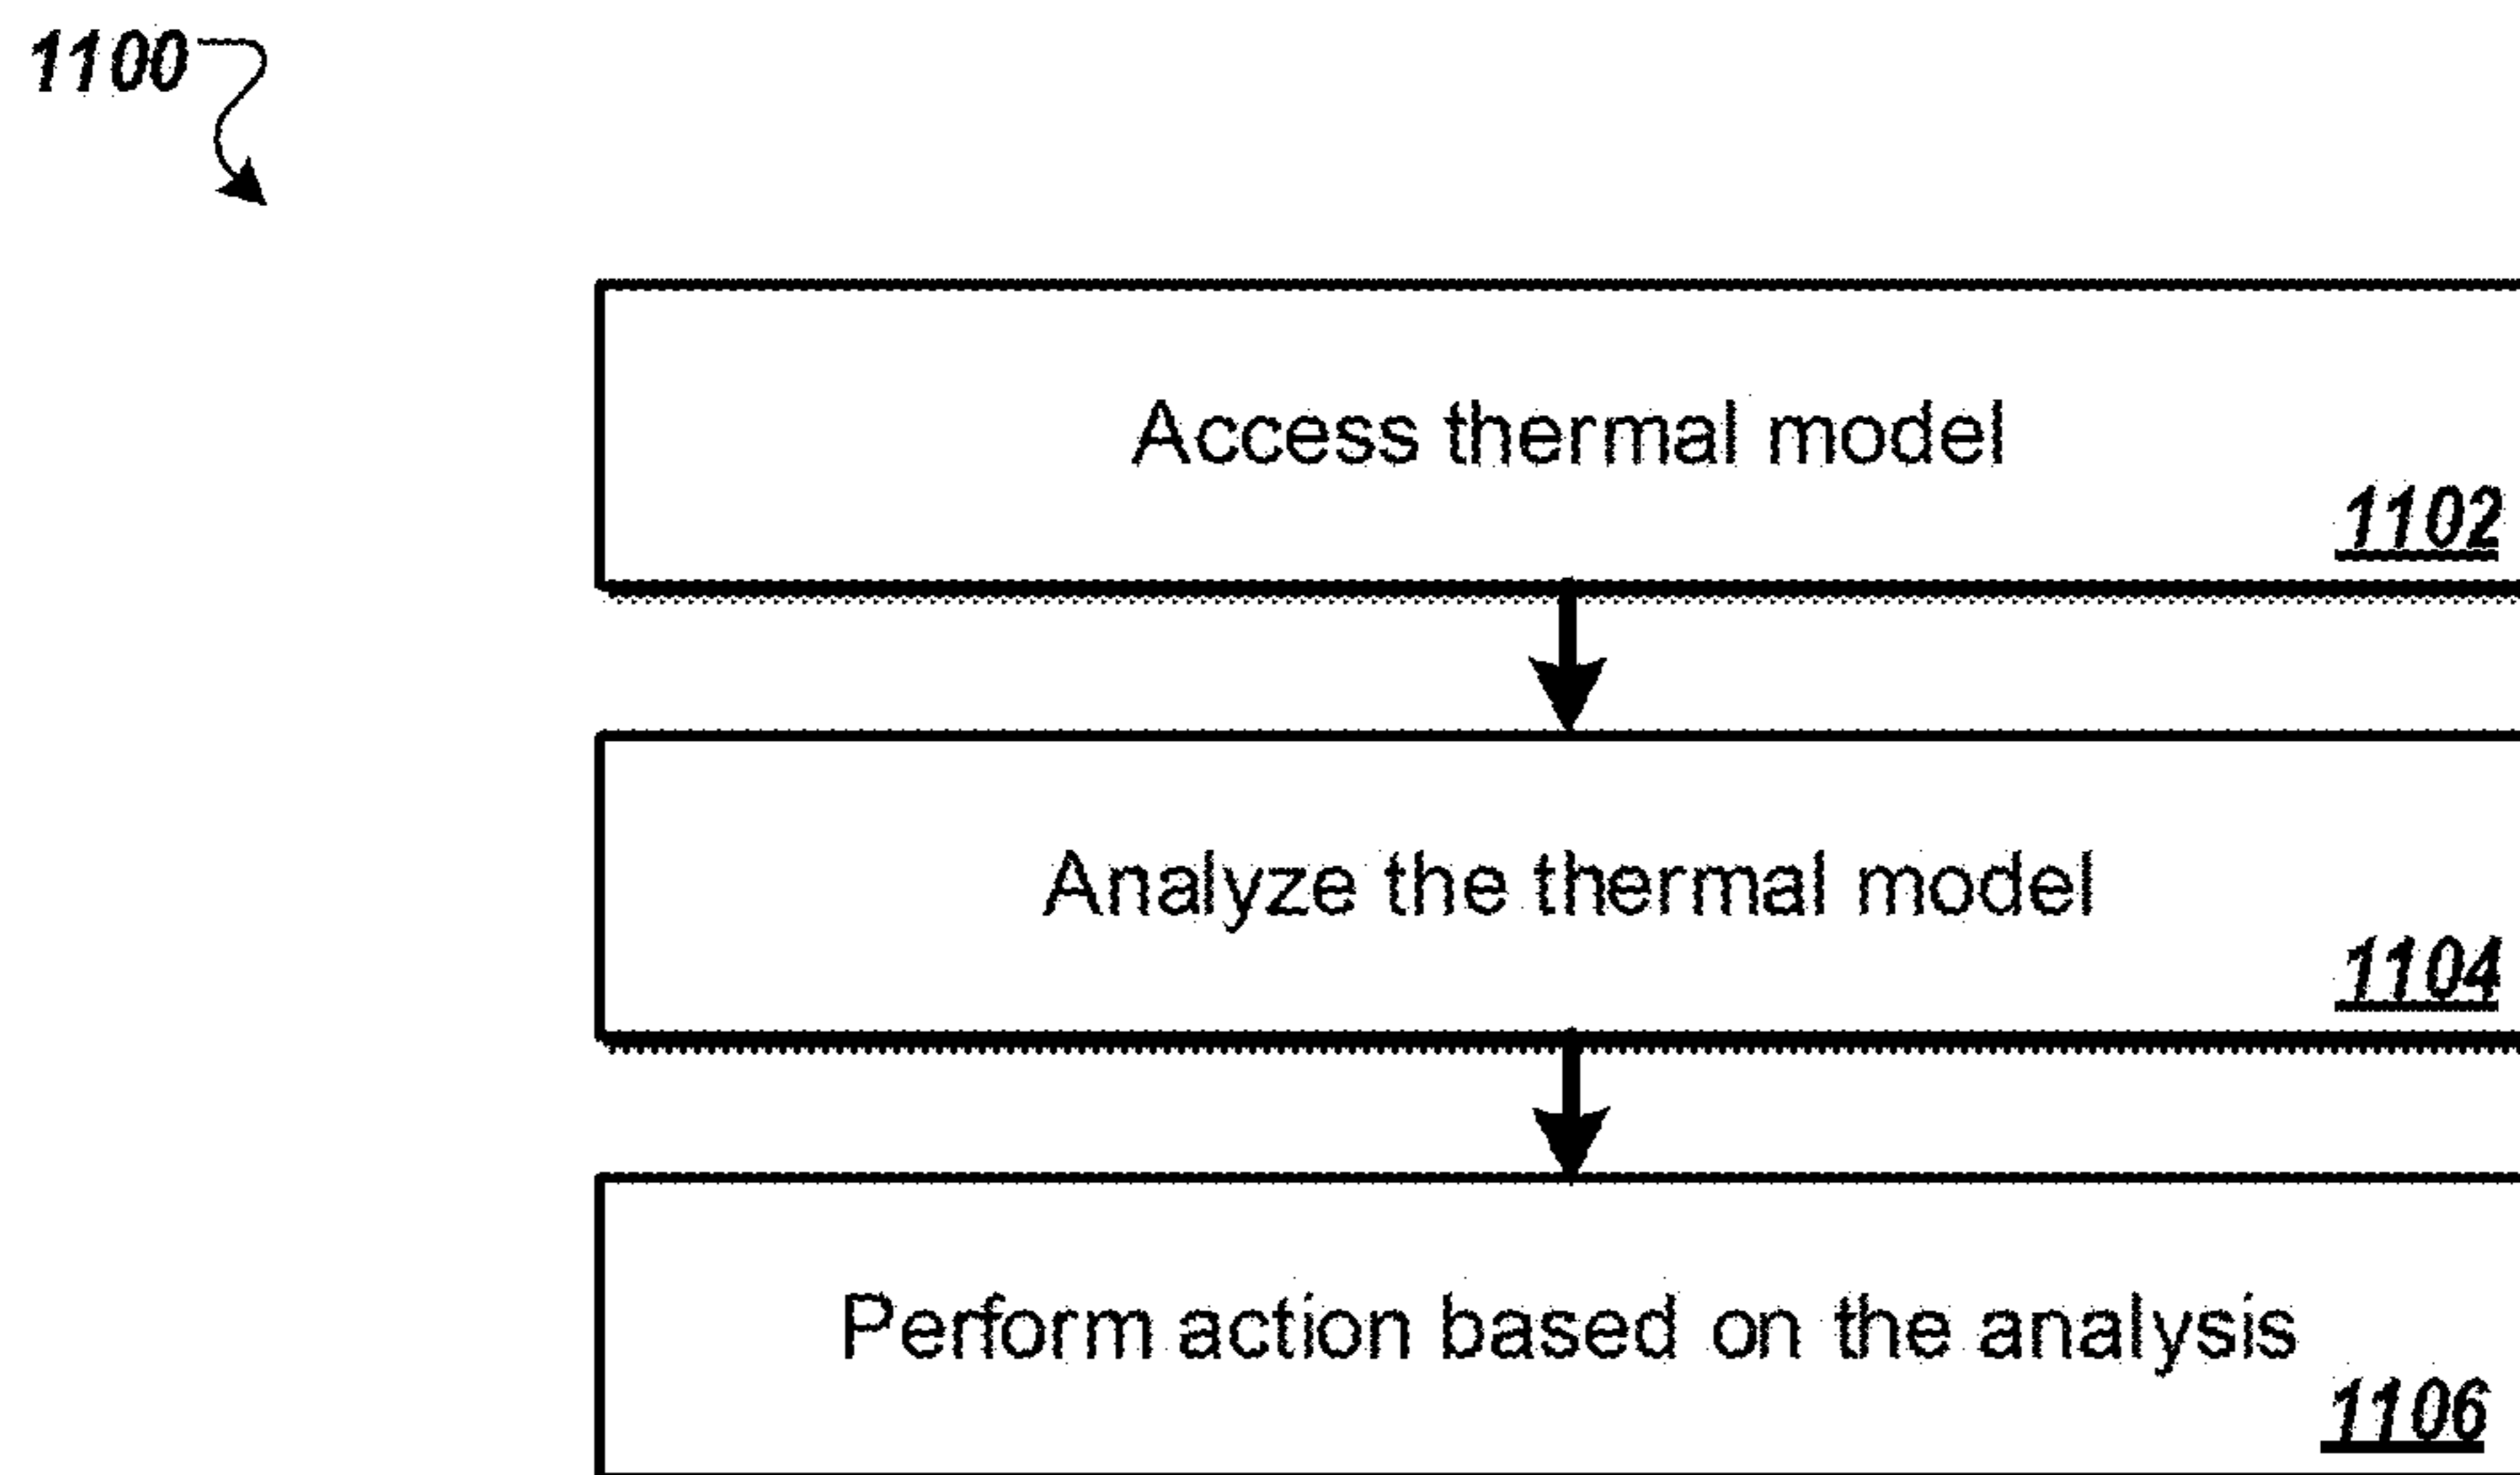 1100
Access thermal model
1102
Analyze the thermal model
1104
Perform action based on the analysis
1106